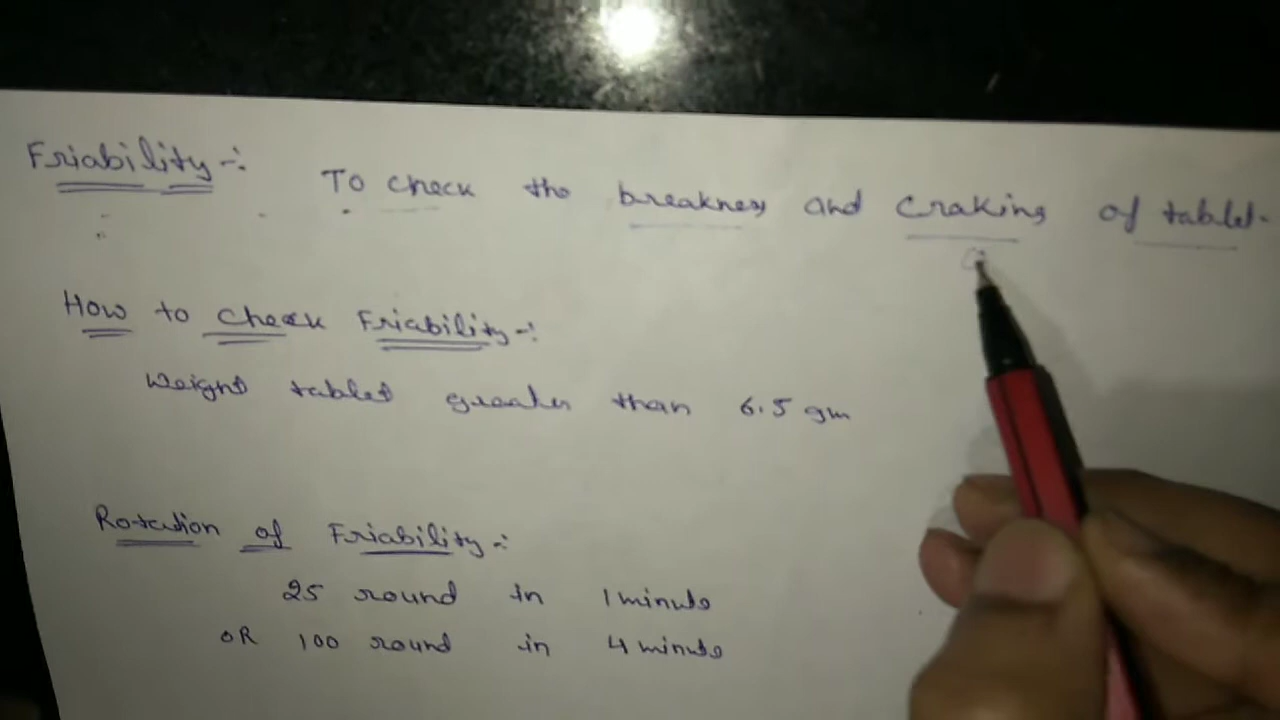 Friability :- To check the breakness and Craking of tablet.
How to Check Friability :-
Weight tablet greater than 6.5 gm
Rotation of Friability :-
25 round in 1 minute
OR 100 round in 4 minute